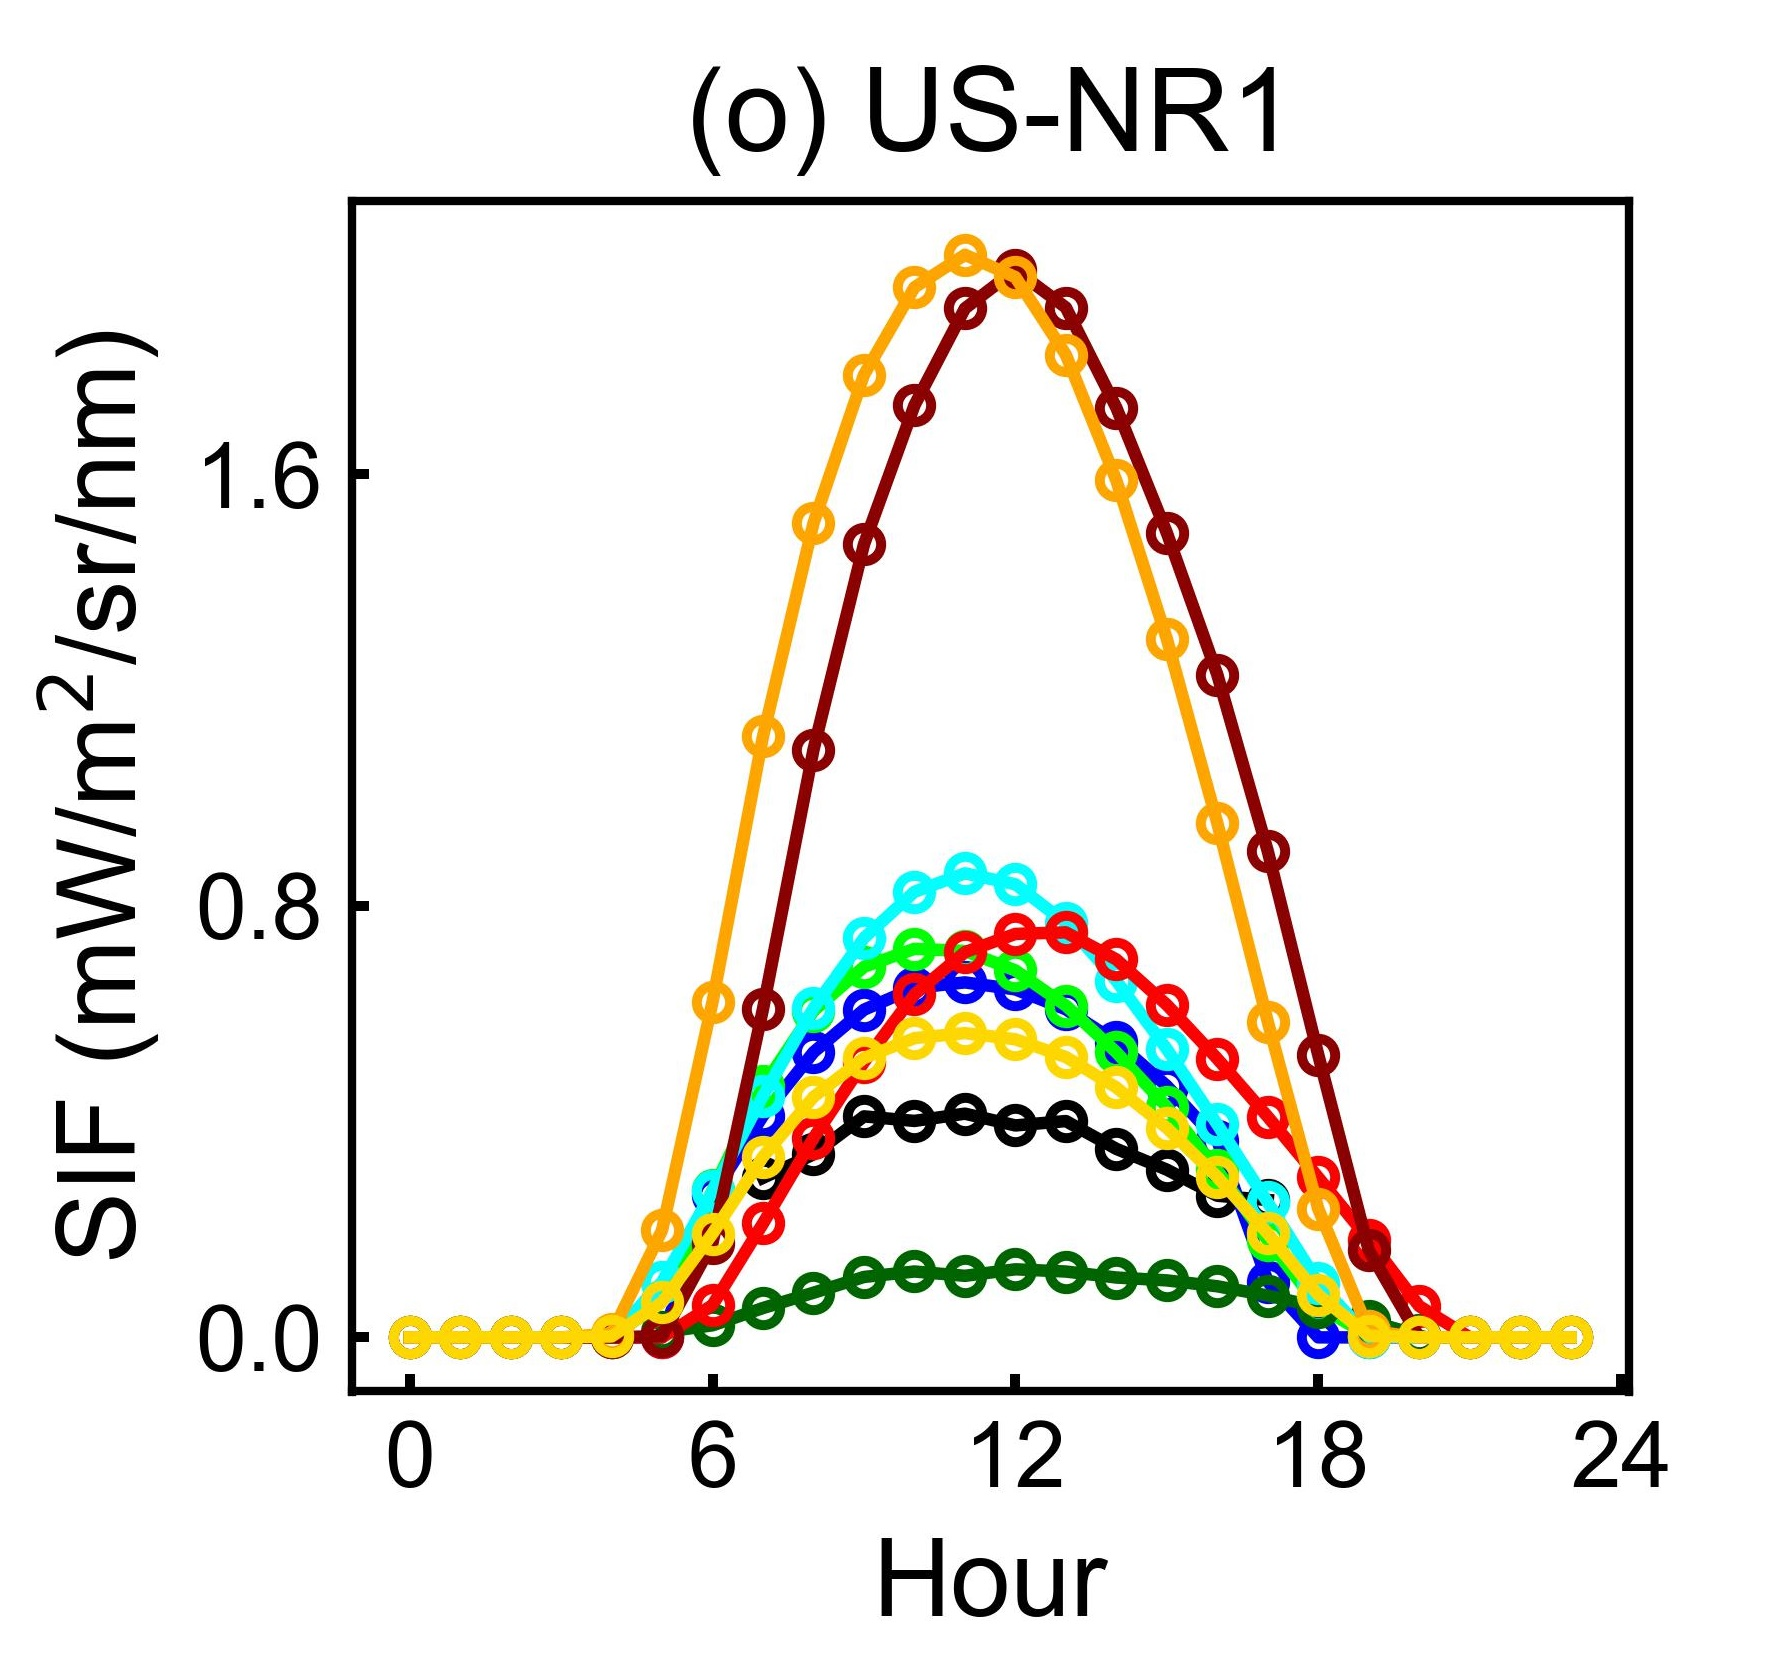 (o) US-NR1
SIF (mW/m²/sr/nm)
1.6
0.8
0.0
0 6 12 18 24
Hour